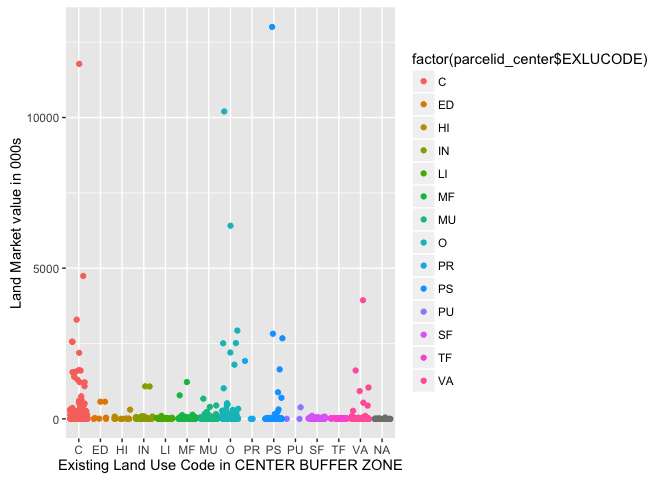 Land Market value in 000s
10000
5000
0
C ED HI IN LI MF MU O PR PS PU SF TF VA NA
Existing Land Use Code in CENTER BUFFER ZONE
factor(parcelid_center$EXLUCODE)
C
ED
HI
IN
LI
MF
MU
O
PR
PS
PU
SF
TF
VA